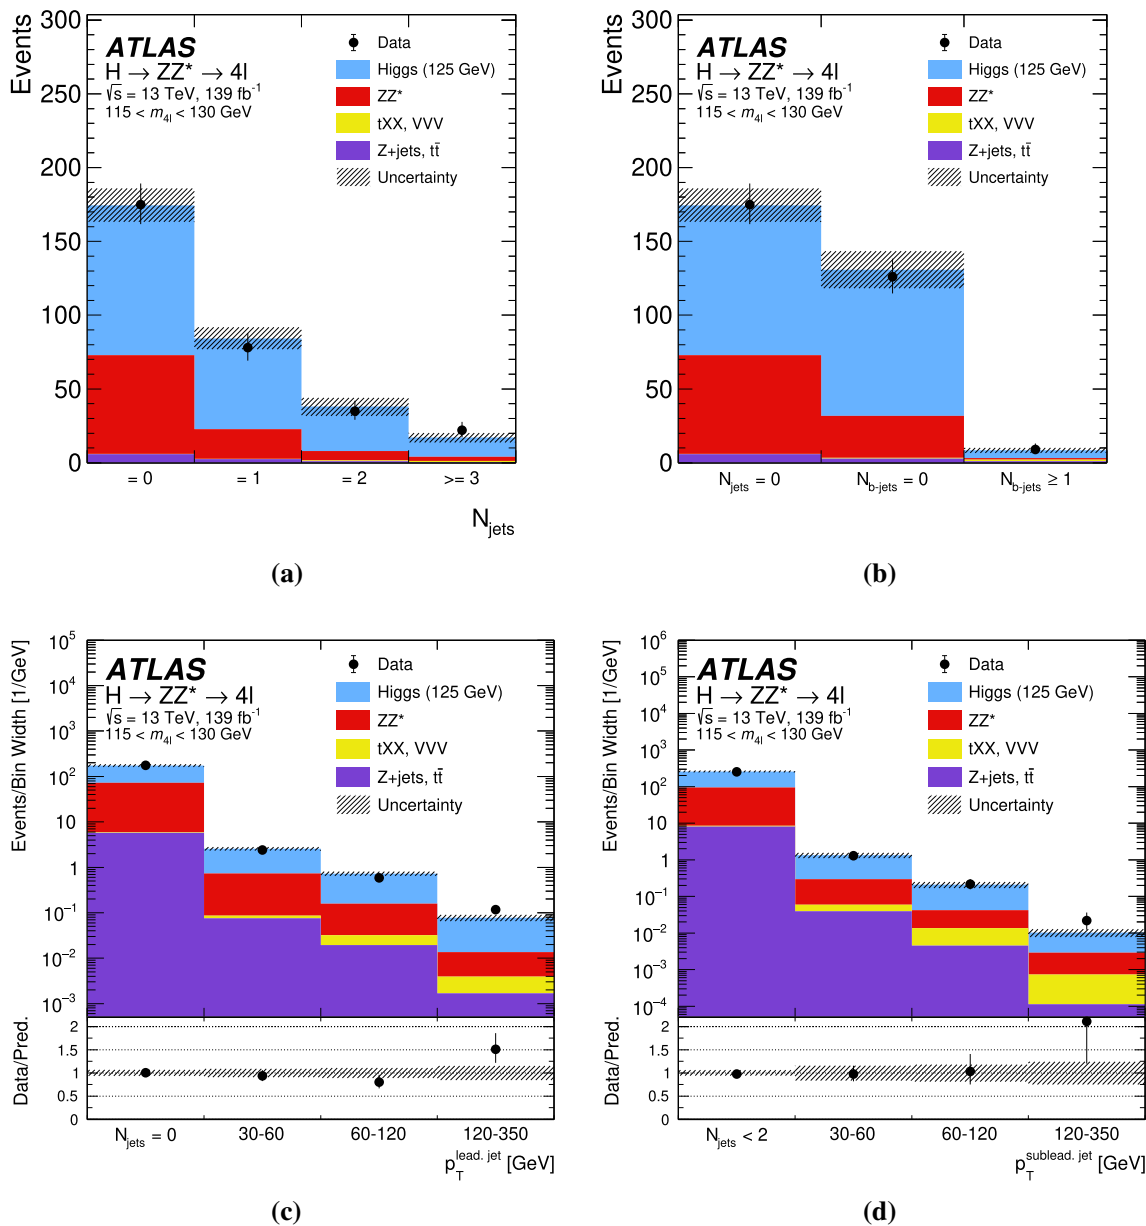 Events
300
250
200
150
100
50
0
ATLAS
H → ZZ* → 4l
√s = 13 TeV, 139 fb⁻¹
115 < m₄ₗ < 130 GeV
Data
Higgs (125 GeV)
ZZ*
tXX, VVV
Z+jets, tt̄
Uncertainty
= 0 = 1 = 2 >= 3
N_jets
(a)
Events
300
250
200
150
100
50
0
ATLAS
H → ZZ* → 4l
√s = 13 TeV, 139 fb⁻¹
115 < m₄ₗ < 130 GeV
Data
Higgs (125 GeV)
ZZ*
tXX, VVV
Z+jets, tt̄
Uncertainty
N_jets = 0 N_b-jets = 0 N_b-jets ≥ 1
(b)
Events/Bin Width [1/GeV]
10⁵
10⁴
10³
10²
10
1
10⁻¹
10⁻²
10⁻³
ATLAS
H → ZZ* → 4l
√s = 13 TeV, 139 fb⁻¹
115 < m₄ₗ < 130 GeV
Data
Higgs (125 GeV)
ZZ*
tXX, VVV
Z+jets, tt̄
Uncertainty
Data/Pred.
2
1.5
1
0.5
0
N_jets = 0 30-60 60-120 120-350
p_T^lead. jet [GeV]
(c)
Events/Bin Width [1/GeV]
10⁶
10⁵
10⁴
10³
10²
10
1
10⁻¹
10⁻²
10⁻³
10⁻⁴
ATLAS
H → ZZ* → 4l
√s = 13 TeV, 139 fb⁻¹
115 < m₄ₗ < 130 GeV
Data
Higgs (125 GeV)
ZZ*
tXX, VVV
Z+jets, tt̄
Uncertainty
Data/Pred.
2
1.5
1
0.5
0
N_jets < 2 30-60 60-120 120-350
p_T^sublead. jet [GeV]
(d)